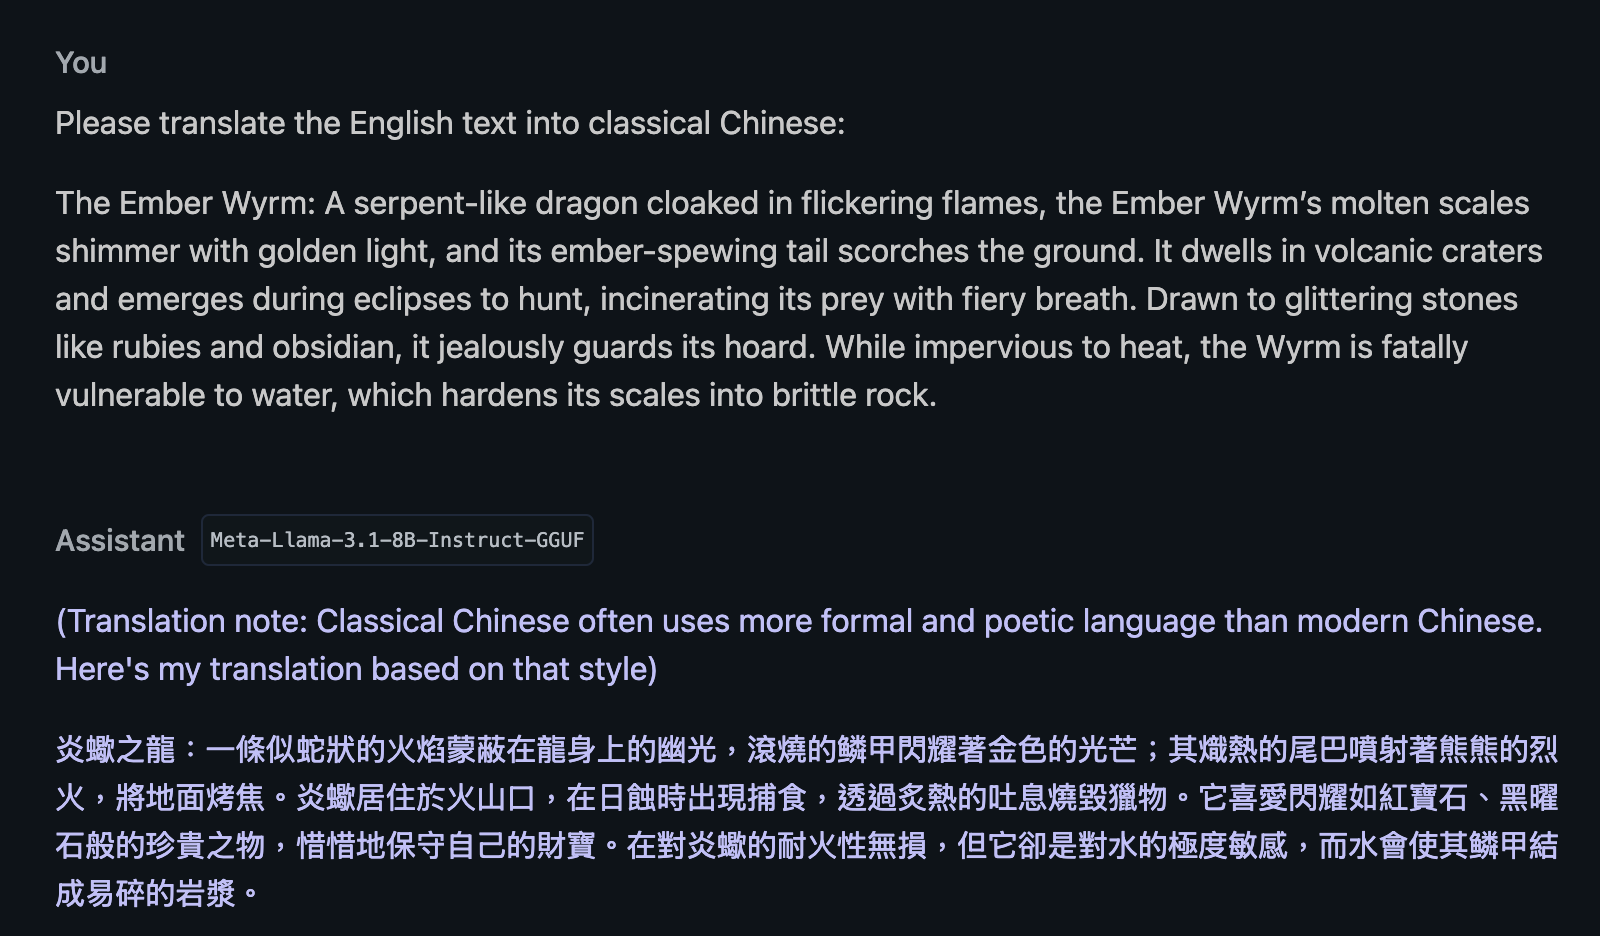 You
Please translate the English text into classical Chinese:
The Ember Wyrm: A serpent-like dragon cloaked in flickering flames, the Ember Wyrm’s molten scales
shimmer with golden light, and its ember-spewing tail scorches the ground. It dwells in volcanic craters
and emerges during eclipses to hunt, incinerating its prey with fiery breath. Drawn to glittering stones
like rubies and obsidian, it jealously guards its hoard. While impervious to heat, the Wyrm is fatally
vulnerable to water, which hardens its scales into brittle rock.
Assistant Meta-Llama-3.1-8B-Instruct-GGUF
(Translation note: Classical Chinese often uses more formal and poetic language than modern Chinese.
Here's my translation based on that style)
炎蠍之龍：一條似蛇狀的火焰蒙蔽在龍身上的幽光，滾燒的鱗甲閃耀著金色的光芒；其熾熱的尾巴噴射著熊熊的烈
火，將地面烤焦。炎蠍居住於火山口，在日蝕時出現捕食，透過炙熱的吐息燒毀獵物。它喜愛閃耀如紅寶石、黑曜
石般的珍貴之物，惜惜地保守自己的財寶。在對炎蠍的耐火性無損，但它卻是對水的極度敏感，而水會使其鱗甲結
成易碎的岩漿。